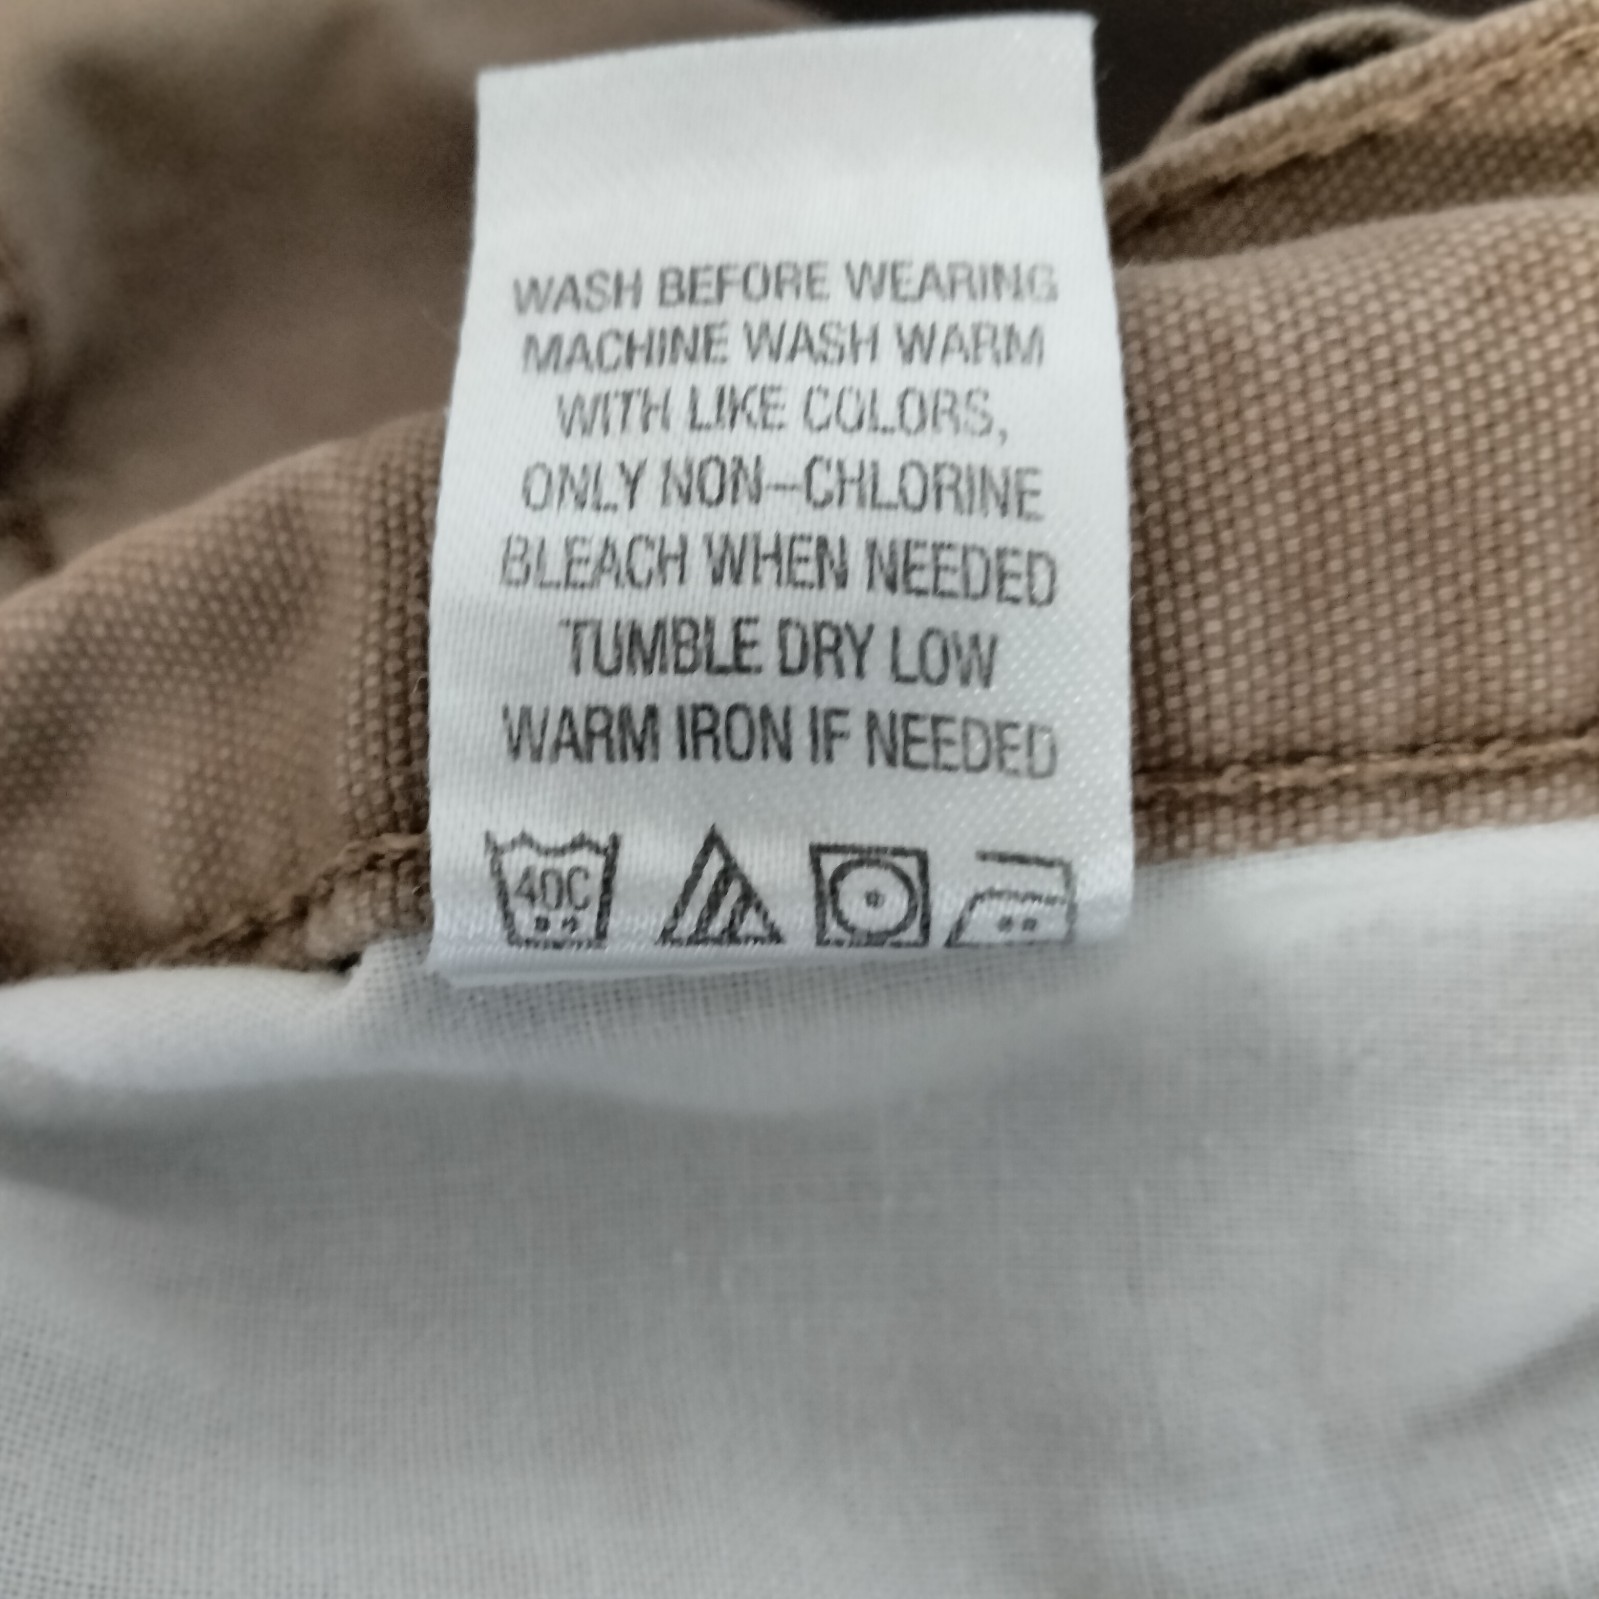 WASH BEFORE WEARING
MACHINE WASH WARM
WITH LIKE COLORS,
ONLY NON-CHLORINE
BLEACH WHEN NEEDED
TUMBLE DRY LOW
WARM IRON IF NEEDED
40C